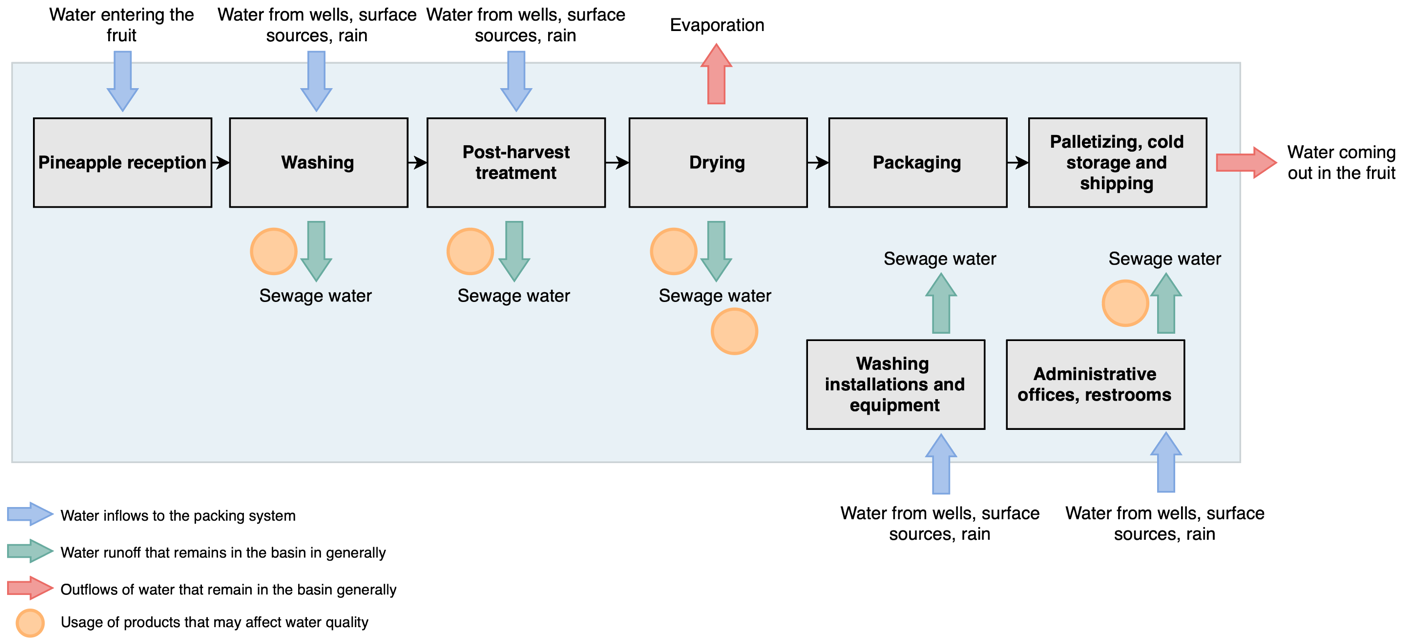 Water entering the
fruit
Water from wells, surface
sources, rain
Water from wells, surface
sources, rain
Evaporation
Pineapple reception
Washing
Post-harvest
treatment
Drying
Packaging
Palletizing, cold
storage and
shipping
Water coming
out in the fruit
Sewage water
Sewage water
Sewage water
Sewage water
Sewage water
Washing
installations and
equipment
Administrative
offices, restrooms
Water from wells, surface
sources, rain
Water from wells, surface
sources, rain
Water inflows to the packing system
Water runoff that remains in the basin in generally
Outflows of water that remain in the basin generally
Usage of products that may affect water quality